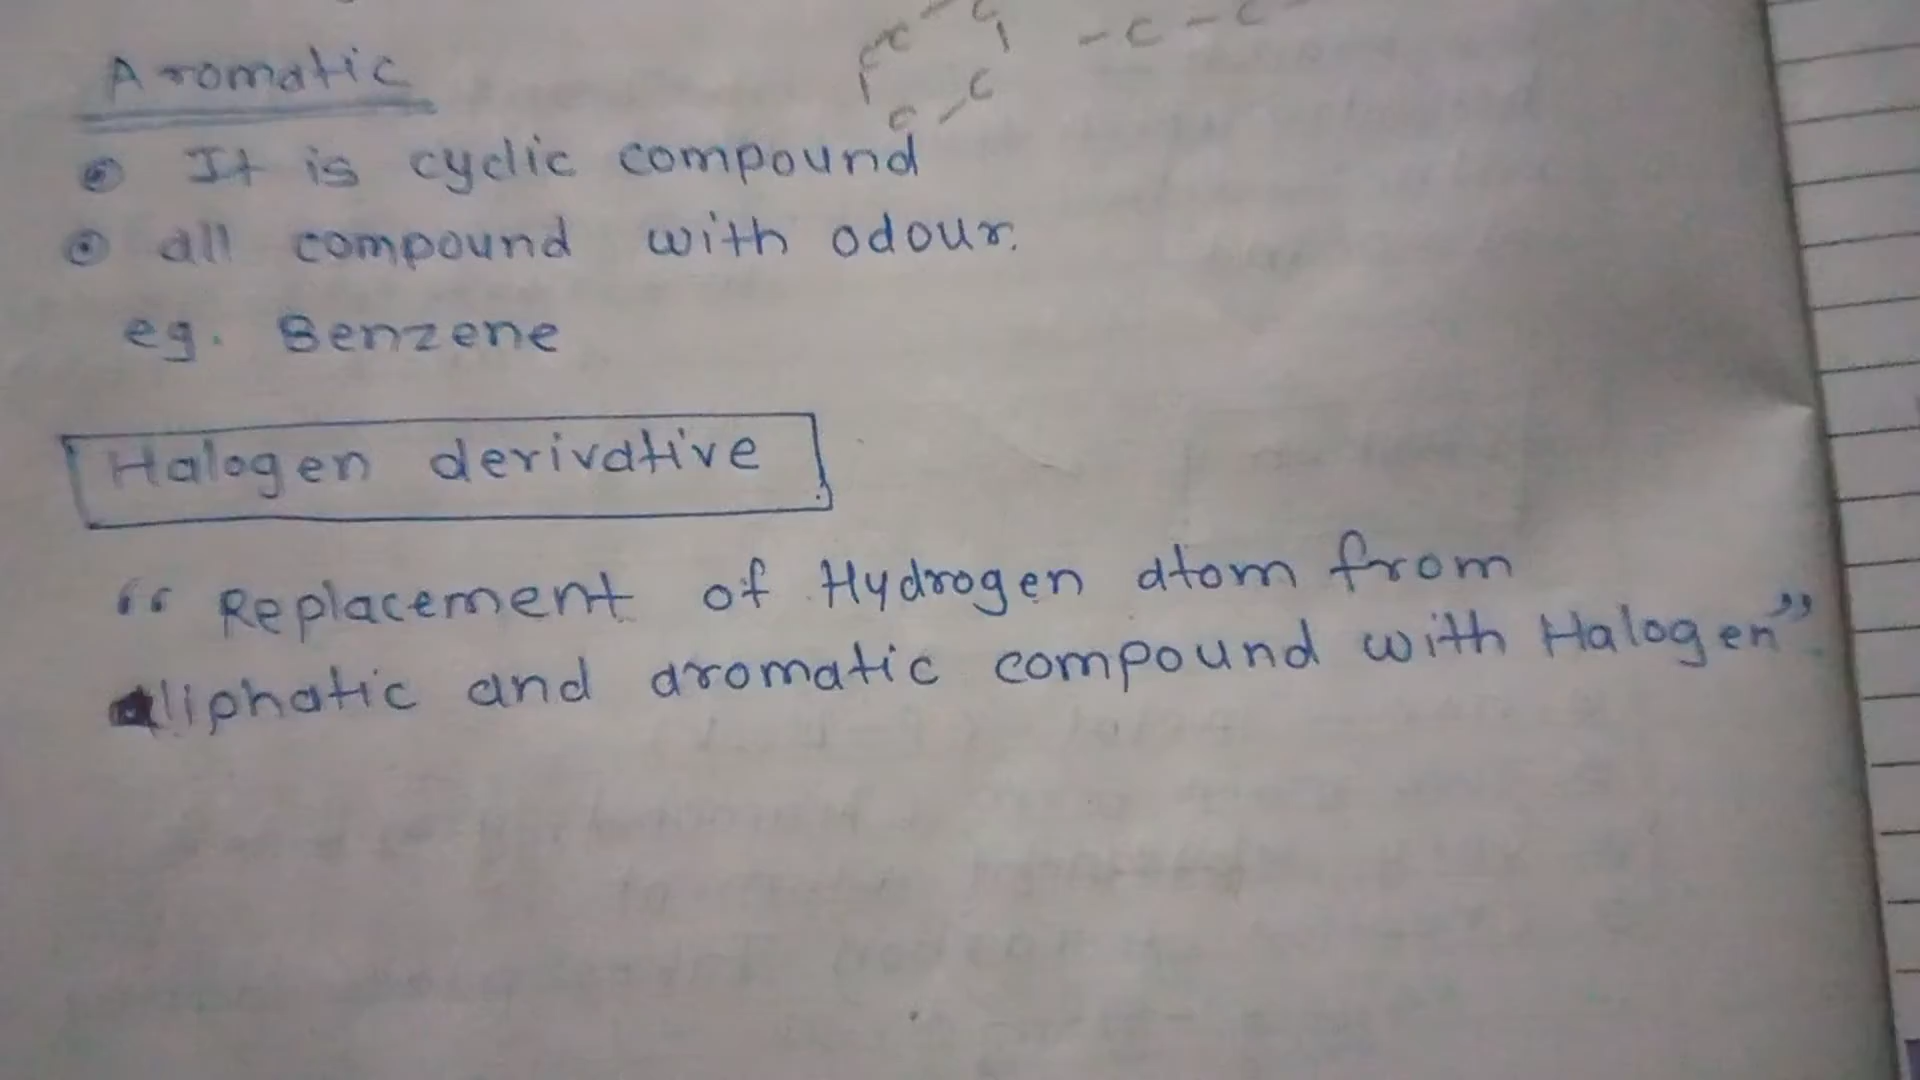 Aromatic
It is cyclic compound
all compound with odour.
eg. Benzene
Halogen derivative
“ Replacement of Hydrogen atom from
aliphatic and aromatic compound with Halogen”.